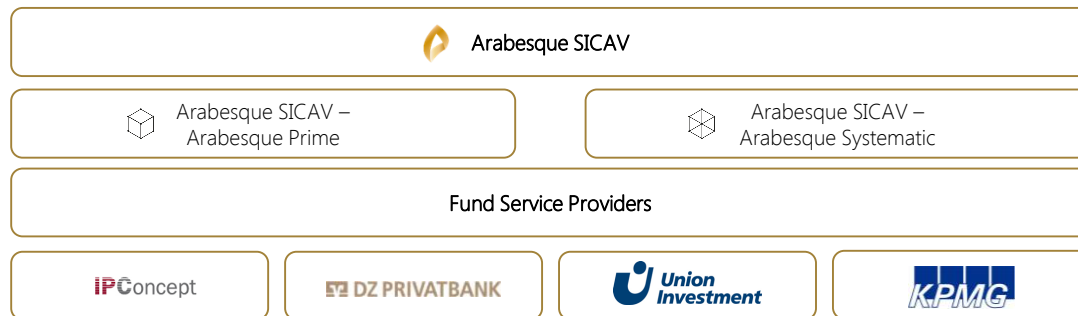 Arabesque SICAV
Arabesque SICAV –
Arabesque Prime
Arabesque SICAV –
Arabesque Systematic
Fund Service Providers
IPConcept
DZ PRIVATBANK
Union
Investment
KPMG